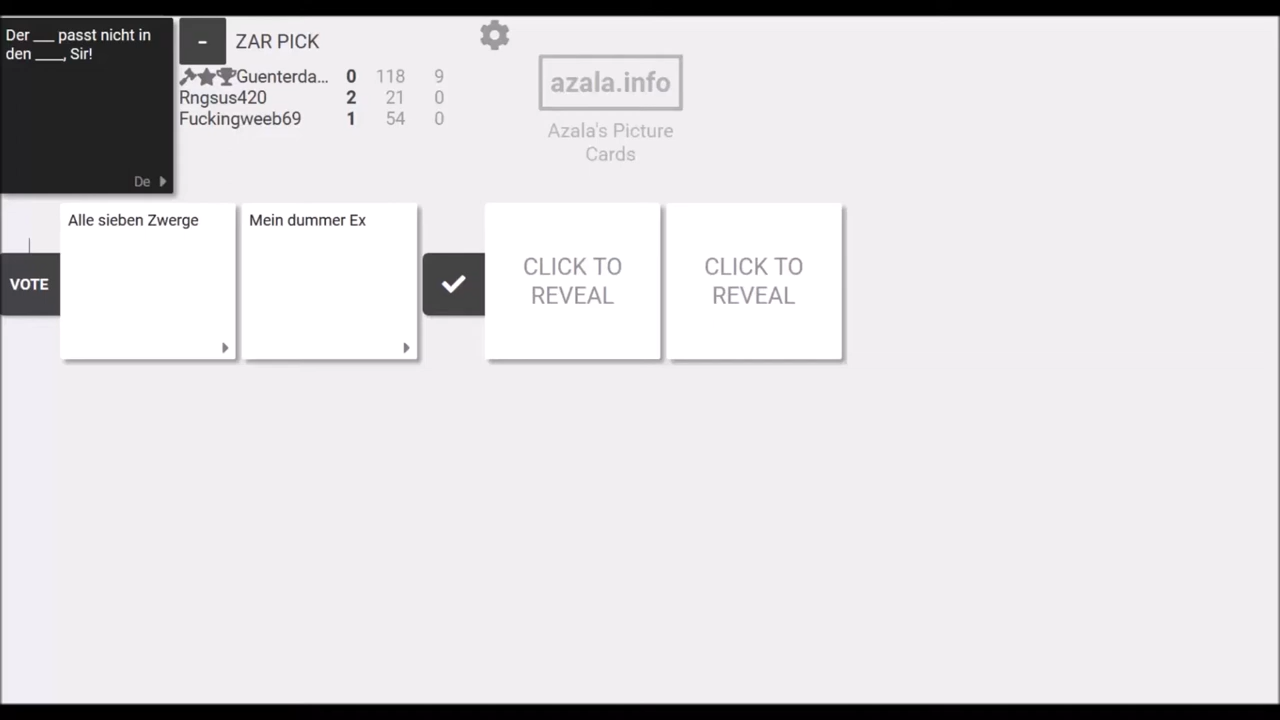 Der ___ passt nicht in
den ____, Sir!
De
-
ZAR PICK
Guenterda... 0 118 9
Rngsus420 2 21 0
Fuckingweeb69 1 54 0
azala.info
Azala's Picture
Cards
VOTE
Alle sieben Zwerge
Mein dummer Ex
CLICK TO
REVEAL
CLICK TO
REVEAL